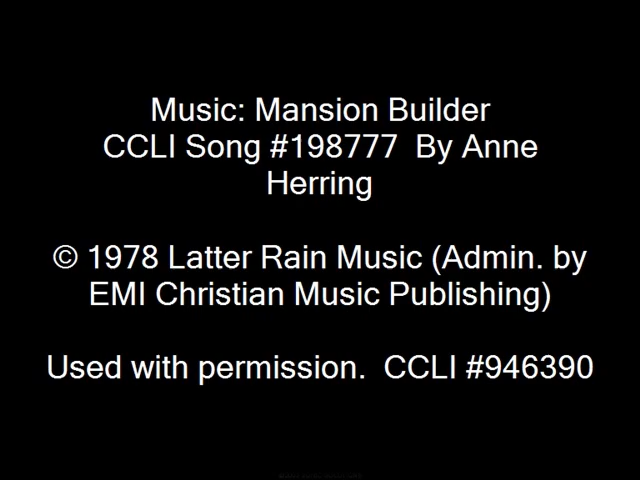 Music: Mansion Builder
CCLI Song #198777  By Anne
Herring
© 1978 Latter Rain Music (Admin. by
EMI Christian Music Publishing)
Used with permission.  CCLI #946390